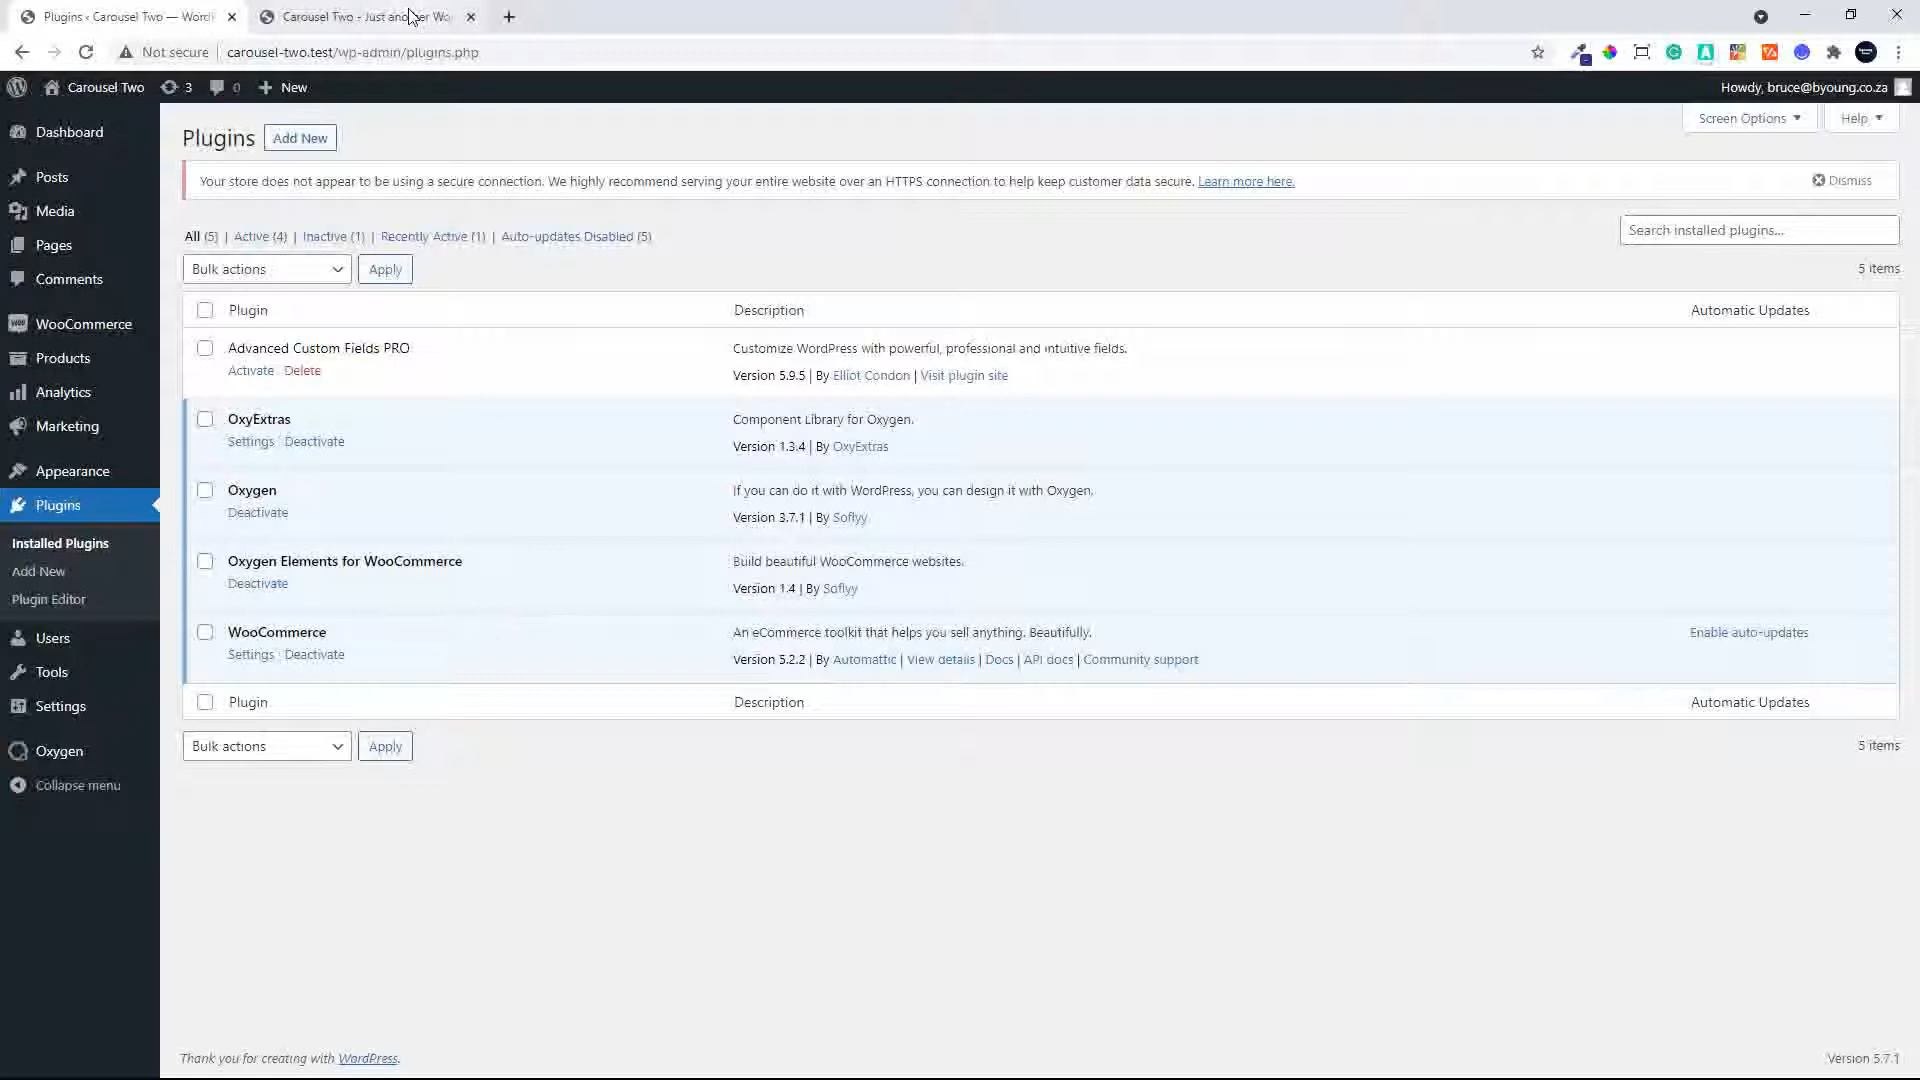 Plugins ‹ Carousel Two — Word
Carousel Two - Just another Wo
Not secure
carousel-two.test/wp-admin/plugins.php
Carousel Two
3
0
New
Howdy, bruce@byoung.co.za
Dashboard
Posts
Media
Pages
Comments
WooCommerce
Products
Analytics
Marketing
Appearance
Plugins
Installed Plugins
Add New
Plugin Editor
Users
Tools
Settings
Oxygen
Collapse menu
Plugins
Add New
Screen Options
Help
Your store does not appear to be using a secure connection. We highly recommend serving your entire website over an HTTPS connection to help keep customer data secure. Learn more here.
Dismiss
All (5) | Active (4) | Inactive (1) | Recently Active (1) | Auto-updates Disabled (5)
Search installed plugins...
Bulk actions
Apply
5 items
Plugin
Description
Automatic Updates
Advanced Custom Fields PRO
Activate
Delete
Customize WordPress with powerful, professional and intuitive fields.
Version 5.9.5 | By Elliot Condon | Visit plugin site
OxyExtras
Settings
Deactivate
Component Library for Oxygen.
Version 1.3.4 | By OxyExtras
Oxygen
Deactivate
If you can do it with WordPress, you can design it with Oxygen.
Version 3.7.1 | By Soflyy
Oxygen Elements for WooCommerce
Deactivate
Build beautiful WooCommerce websites.
Version 1.4 | By Soflyy
WooCommerce
Settings
Deactivate
An eCommerce toolkit that helps you sell anything. Beautifully.
Version 5.2.2 | By Automattic | View details | Docs | API docs | Community support
Enable auto-updates
Plugin
Description
Automatic Updates
Bulk actions
Apply
5 items
Thank you for creating with WordPress.
Version 5.7.1